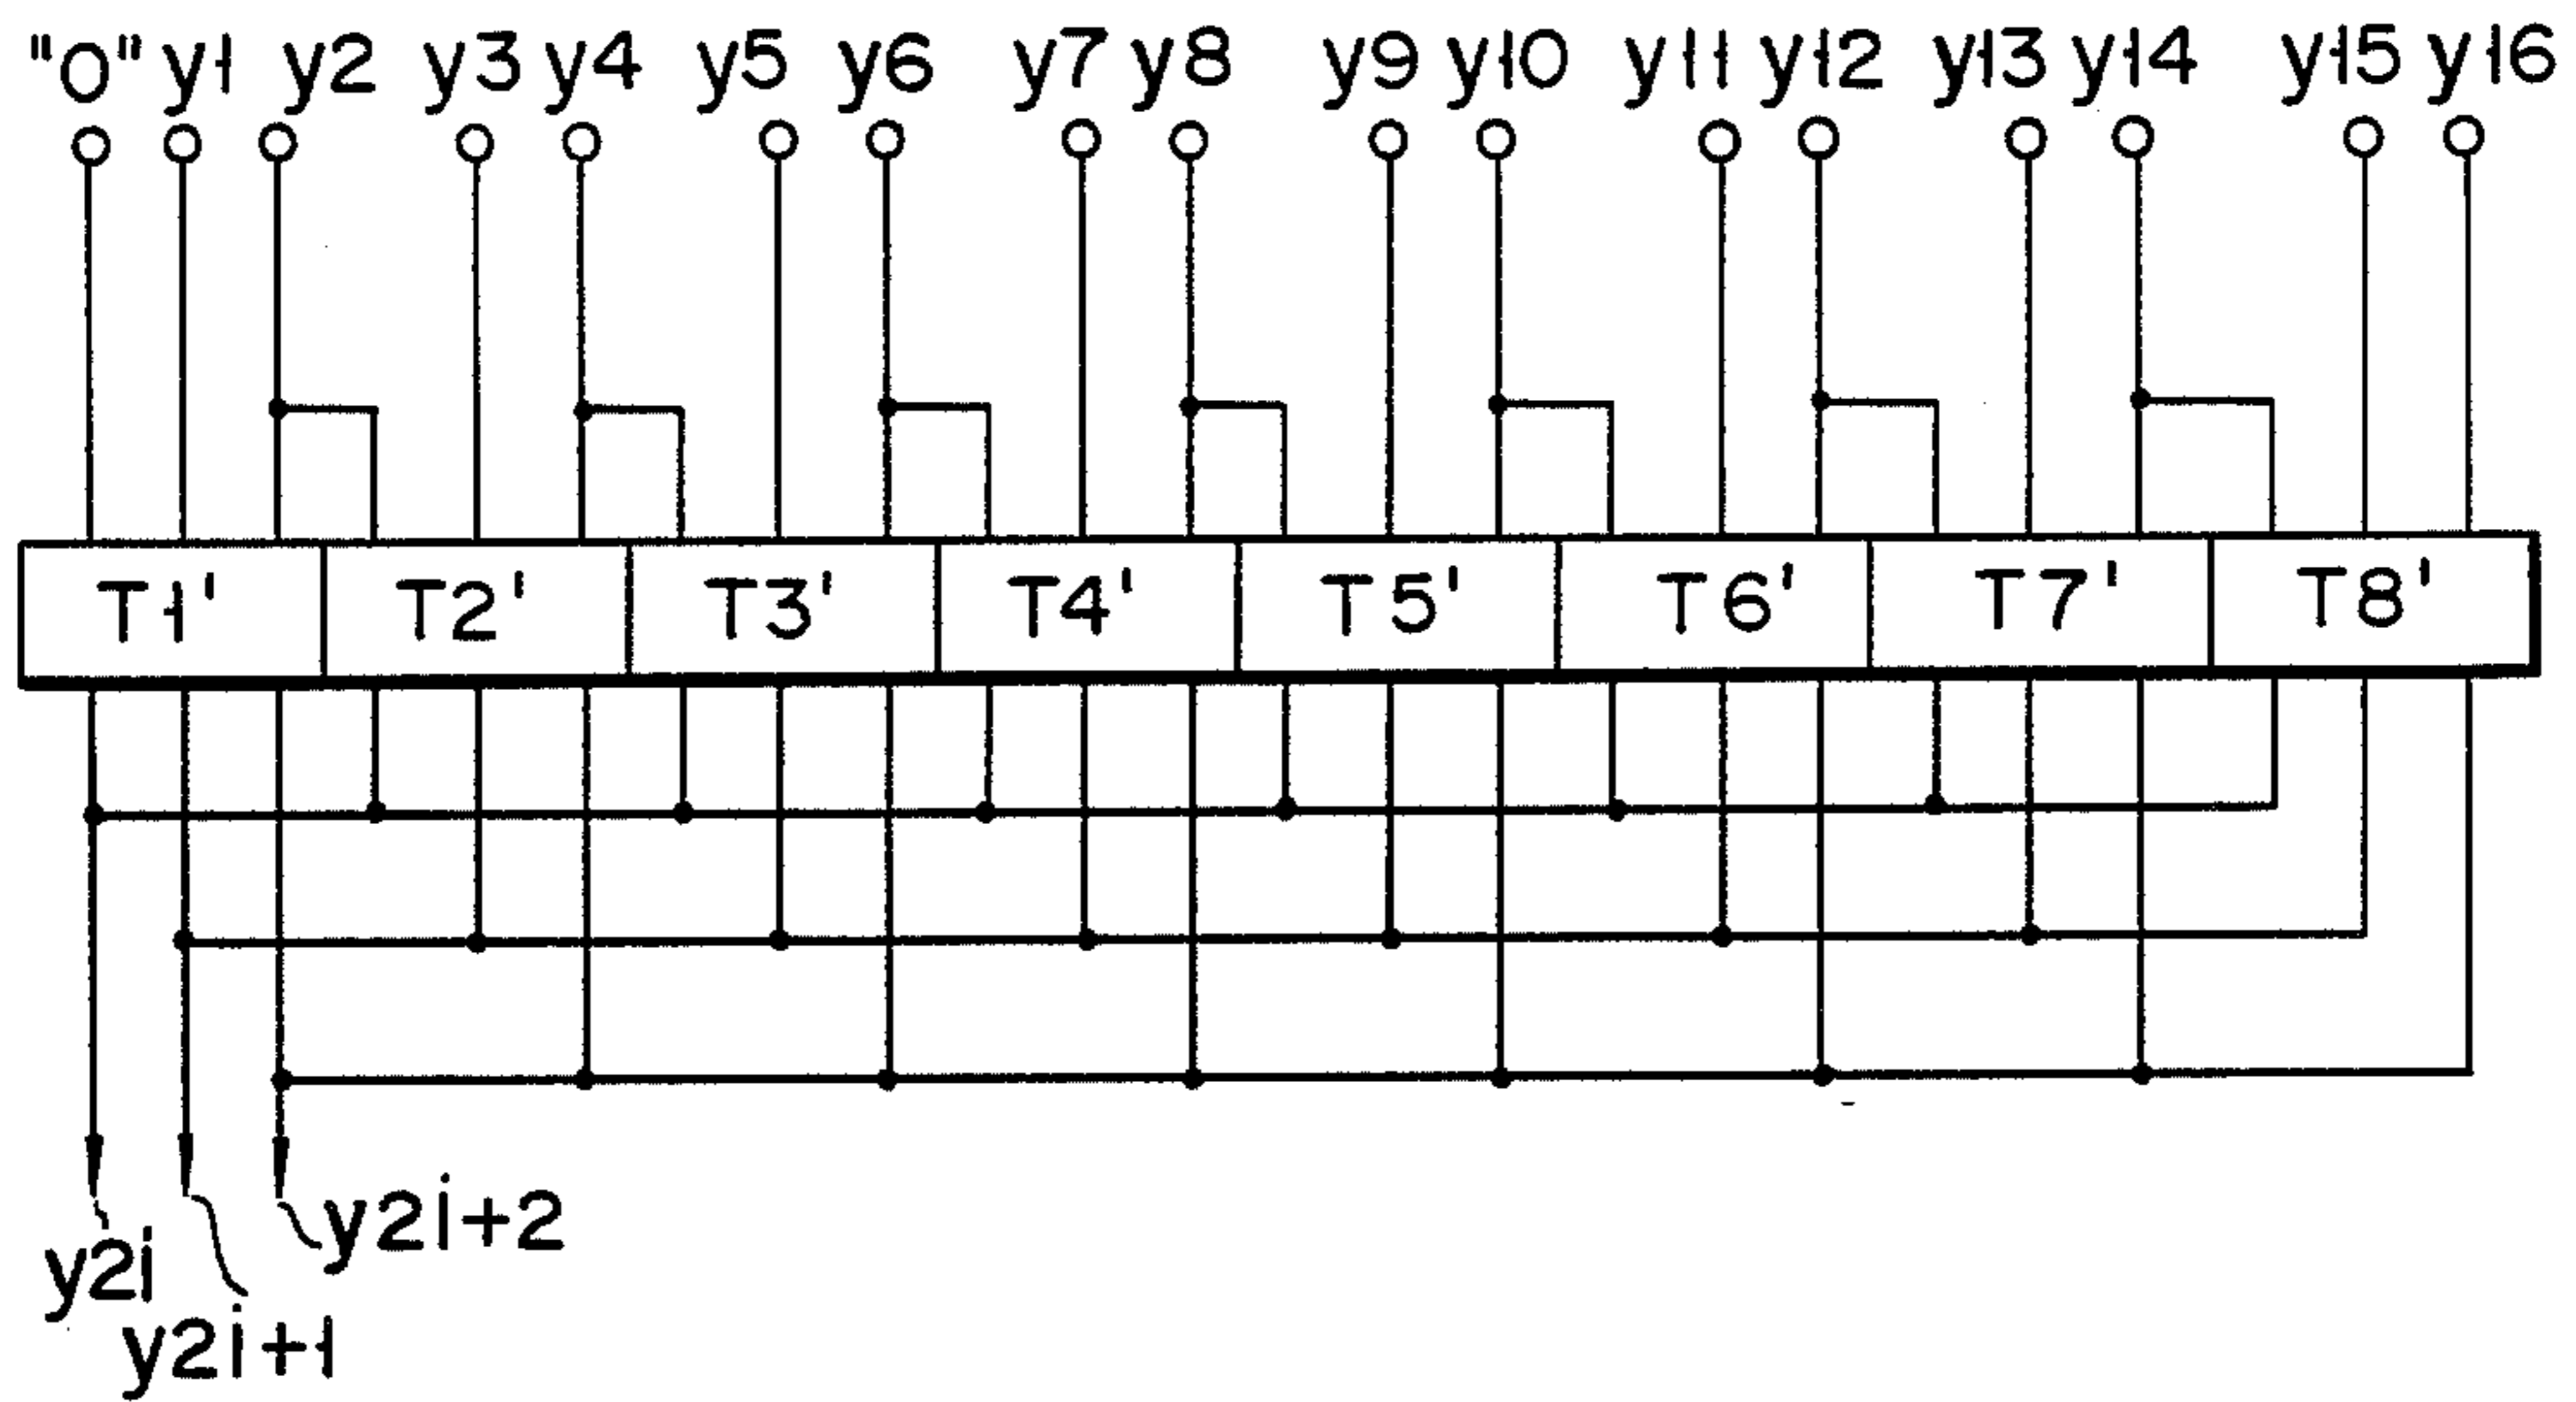 "0" y1 y2 y3 y4 y5 y6 y7 y8 y9 y10 y11 y12 y13 y14 y15 y16
T1' T2' T3' T4' T5' T6' T7' T8'
y2i+2
y2i
y2i+1